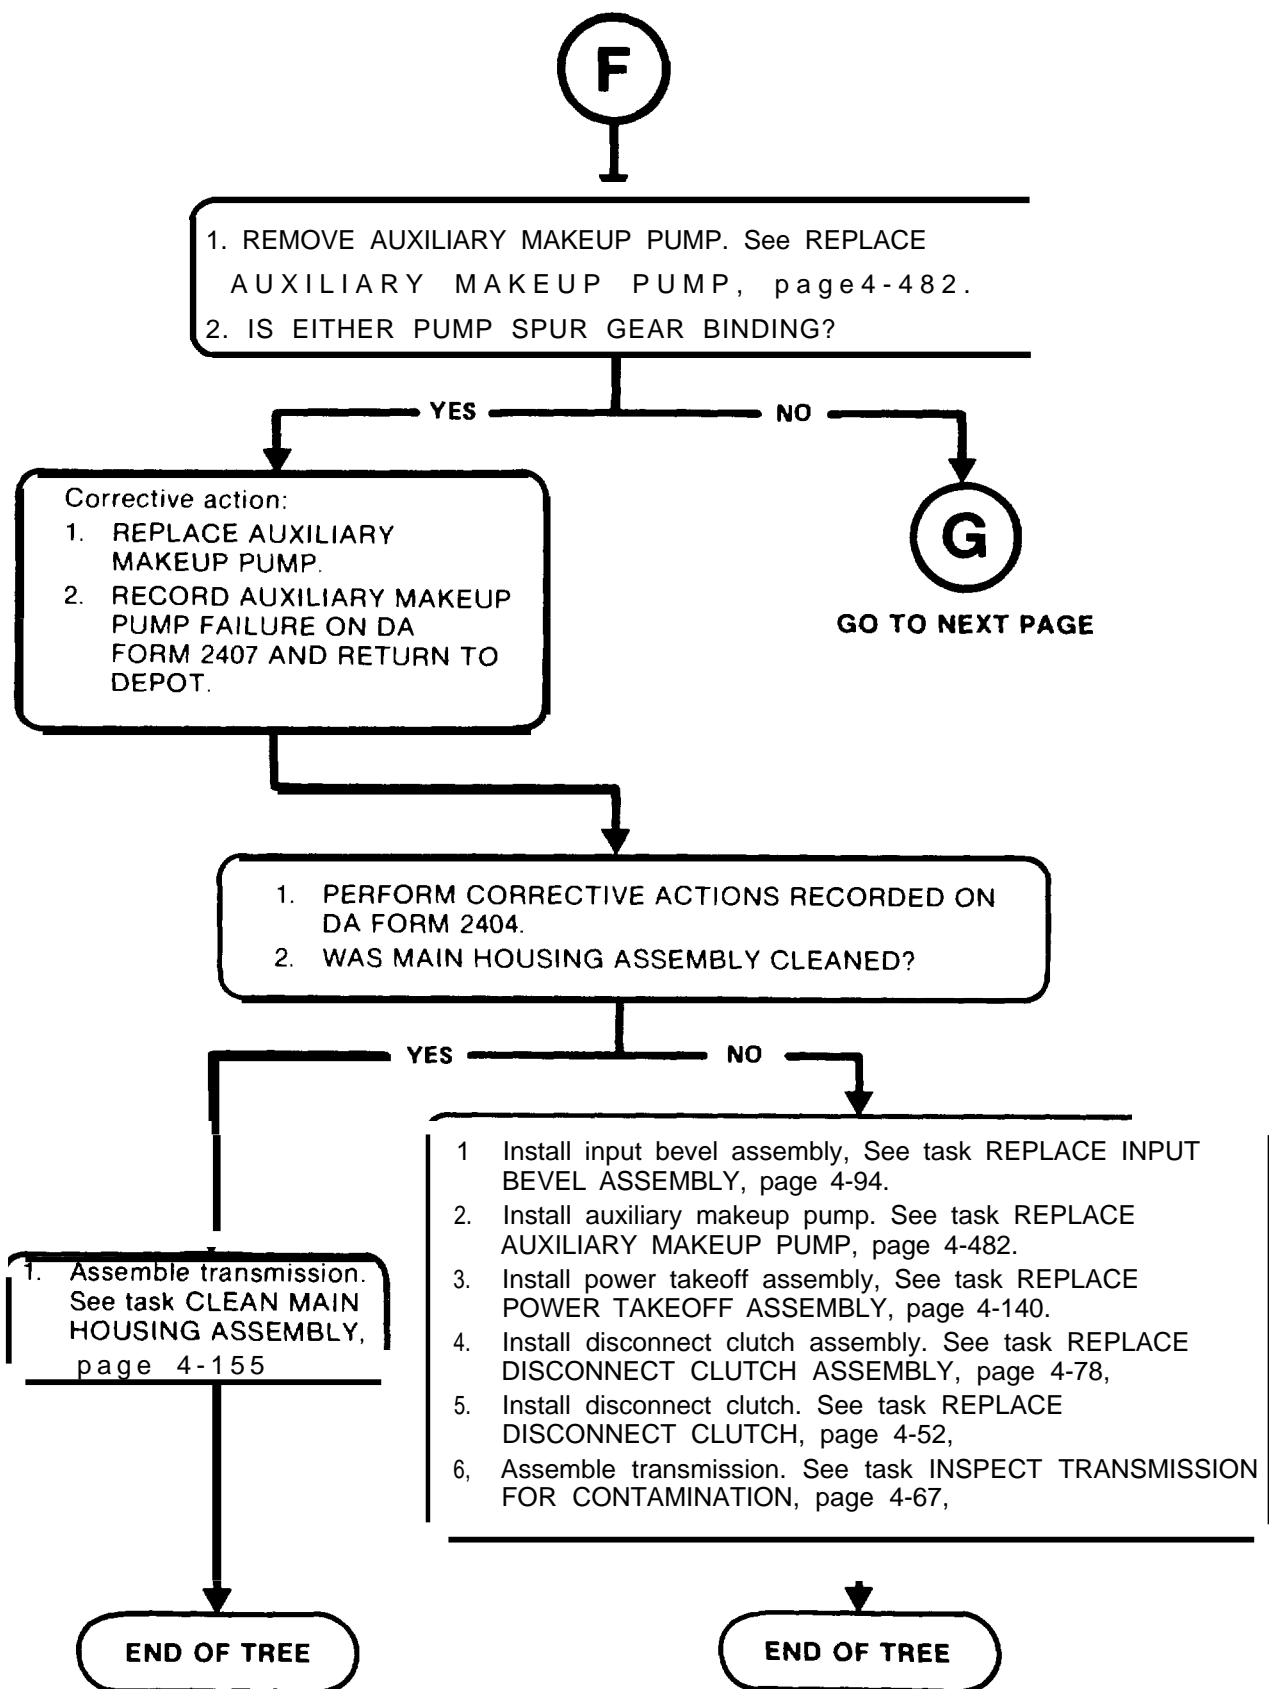 F
1. REMOVE AUXILIARY MAKEUP PUMP. See REPLACE
AUXILIARY MAKEUP PUMP, page4-482.
2. IS EITHER PUMP SPUR GEAR BINDING?
YES
NO
Corrective action:
1. REPLACE AUXILIARY
MAKEUP PUMP.
2. RECORD AUXILIARY MAKEUP
PUMP FAILURE ON DA
FORM 2407 AND RETURN TO
DEPOT.
G
GO TO NEXT PAGE
1. PERFORM CORRECTIVE ACTIONS RECORDED ON
DA FORM 2404.
2. WAS MAIN HOUSING ASSEMBLY CLEANED?
YES
NO
1. Assemble transmission.
See task CLEAN MAIN
HOUSING ASSEMBLY,
page 4-155
1 Install input bevel assembly, See task REPLACE INPUT
BEVEL ASSEMBLY, page 4-94.
2. Install auxiliary makeup pump. See task REPLACE
AUXILIARY MAKEUP PUMP, page 4-482.
3. Install power takeoff assembly, See task REPLACE
POWER TAKEOFF ASSEMBLY, page 4-140.
4. Install disconnect clutch assembly. See task REPLACE
DISCONNECT CLUTCH ASSEMBLY, page 4-78,
5. Install disconnect clutch. See task REPLACE
DISCONNECT CLUTCH, page 4-52,
6, Assemble transmission. See task INSPECT TRANSMISSION
FOR CONTAMINATION, page 4-67,
END OF TREE
END OF TREE